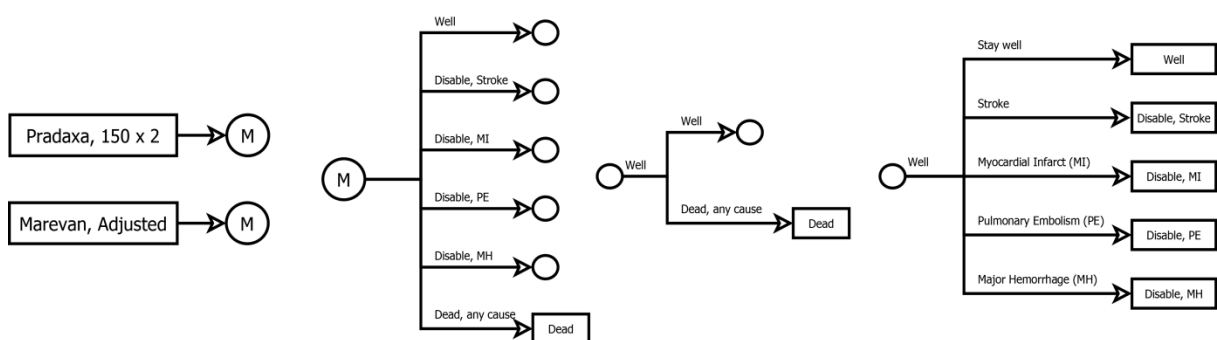 Pradaxa, 150 x 2
M
Marevan, Adjusted
M
M
Well
Disable, Stroke
Disable, MI
Disable, PE
Disable, MH
Dead, any cause
Dead
Well
Well
Dead, any cause
Dead
Well
Stay well
Well
Stroke
Disable, Stroke
Myocardial Infarct (MI)
Disable, MI
Pulmonary Embolism (PE)
Disable, PE
Major Hemorrhage (MH)
Disable, MH